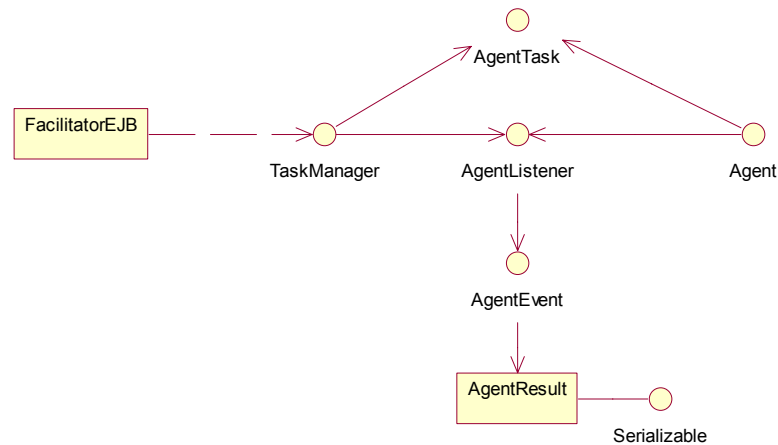 AgentTask
FacilitatorEJB
TaskManager
AgentListener
Agent
AgentEvent
AgentResult
Serializable